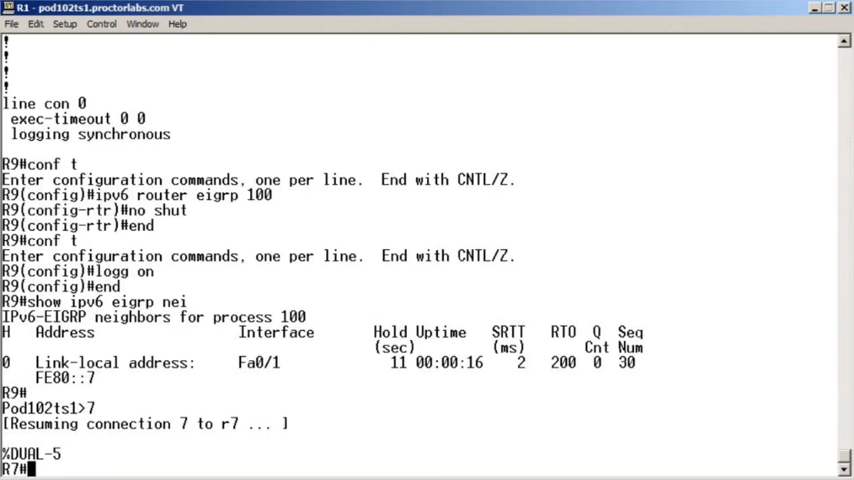 R1 - pod102ts1.proctorlabs.com VT
File Edit Setup Control Window Help
!
!
!
!
line con 0
 exec-timeout 0 0
 logging synchronous
R9#conf t
Enter configuration commands, one per line.  End with CNTL/Z.
R9(config)#ipv6 router eigrp 100
R9(config-rtr)#no shut
R9(config-rtr)#end
R9#conf t
Enter configuration commands, one per line.  End with CNTL/Z.
R9(config)#logg on
R9(config)#end
R9#show ipv6 eigrp nei
IPv6-EIGRP neighbors for process 100
H   Address                 Interface       Hold Uptime   SRTT   RTO  Q  Seq
                                            (sec)         (ms)       Cnt Num
0   Link-local address:     Fa0/1             11 00:00:16    2   200  0  30
    FE80::7
R9#
Pod102ts1>7
[Resuming connection 7 to r7 ... ]
%DUAL-5
R7#